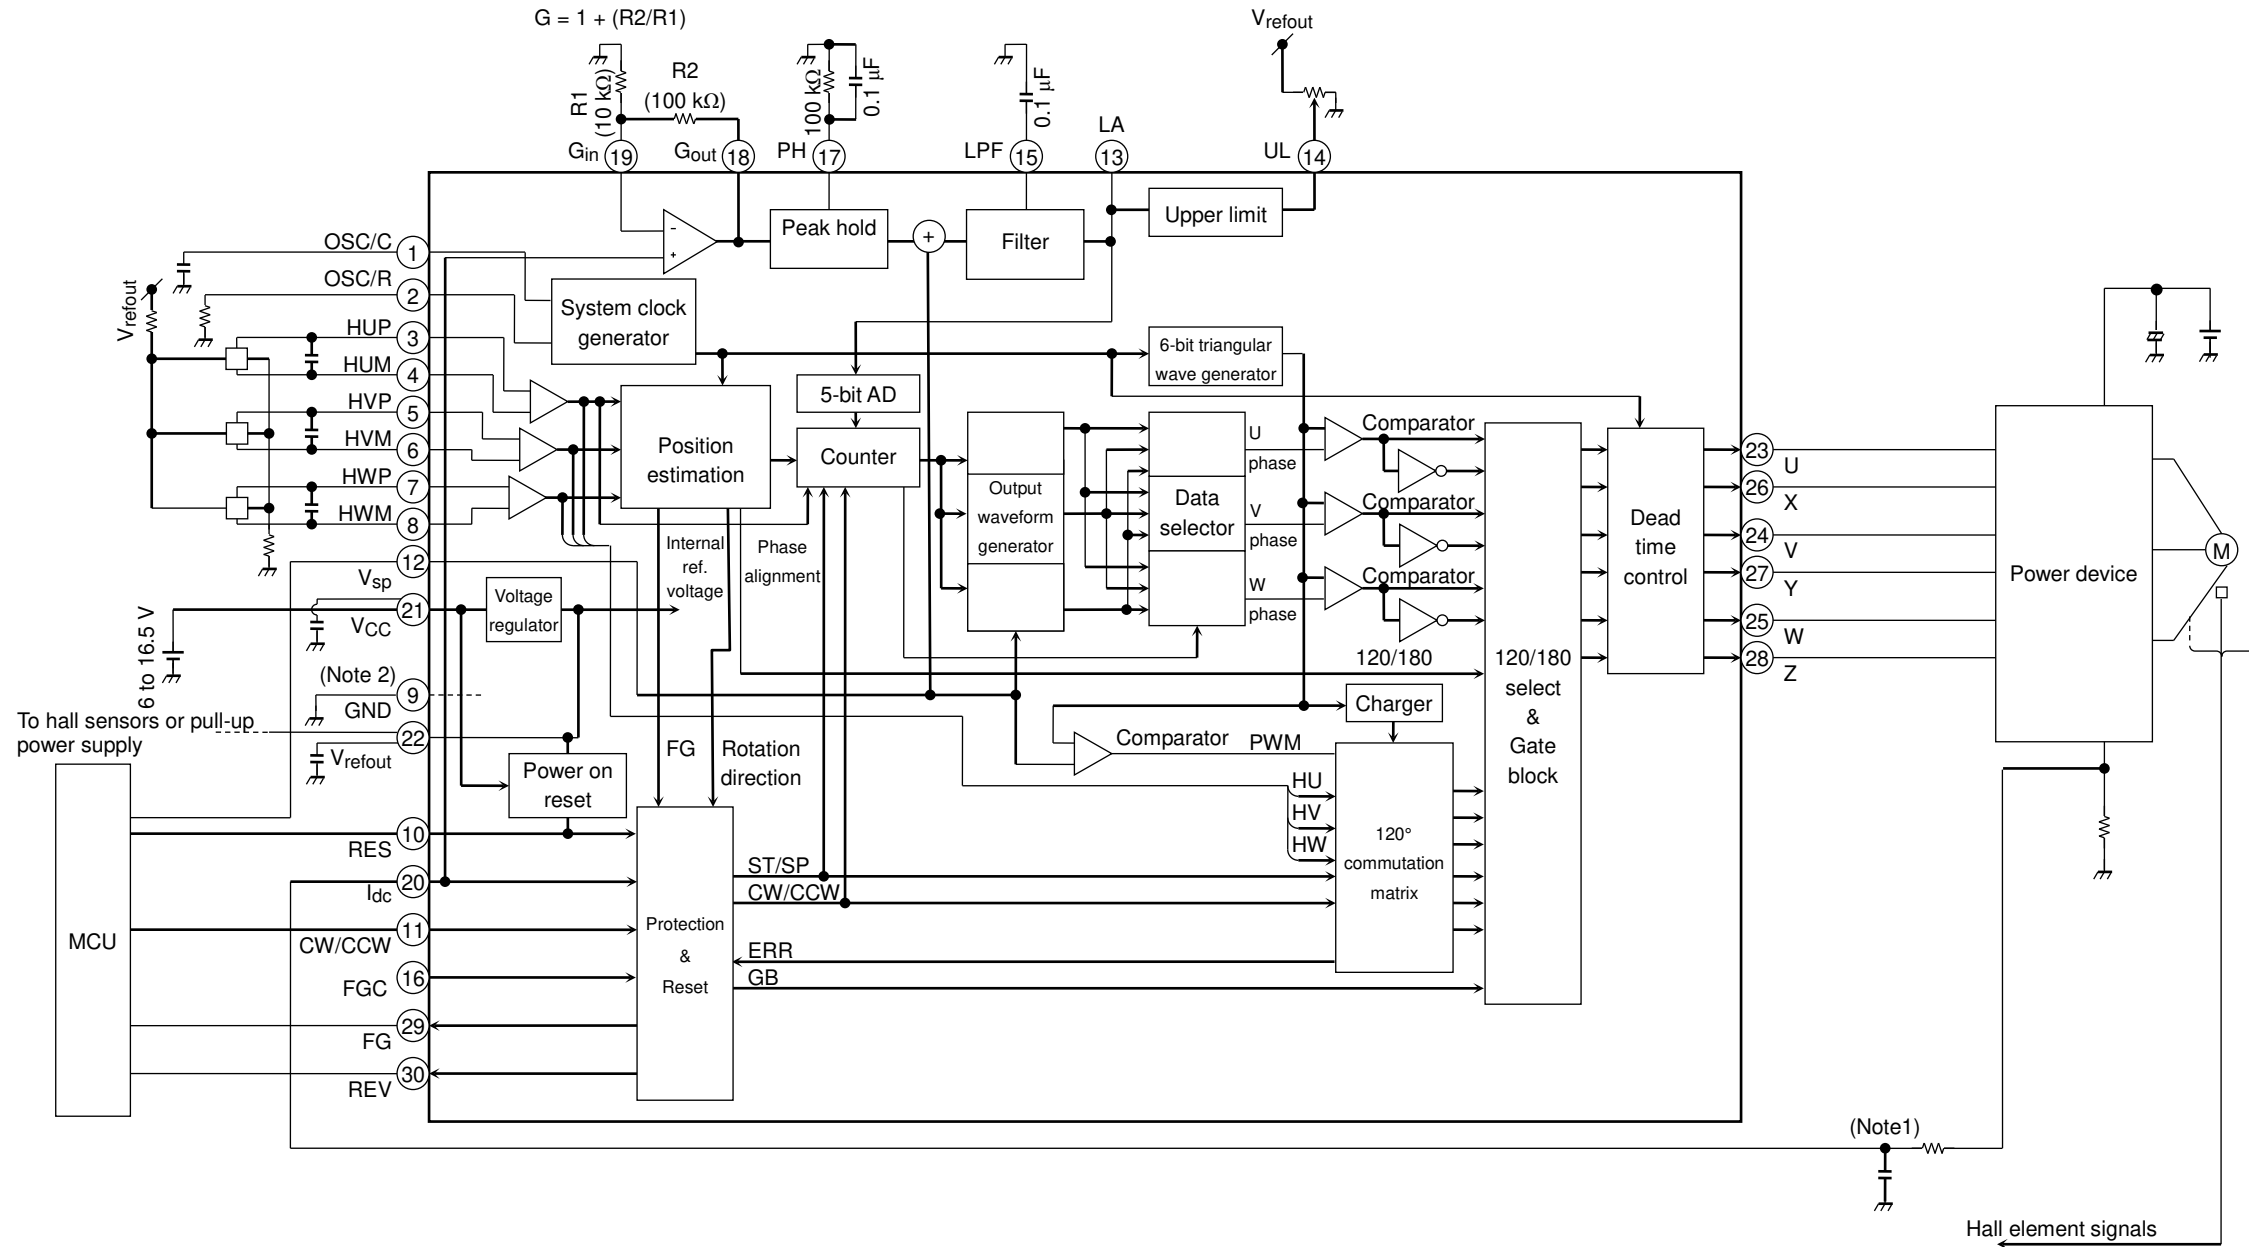 G = 1 + (R2/R1)
R1
(10 kΩ)
R2
(100 kΩ)
100 kΩ
0.1 μF
0.1 μF
Vrefout
Gin
19
Gout
18
PH
17
LPF
15
LA
13
UL
14
Peak hold
+
Filter
Upper limit
-
+
OSC/C
1
OSC/R
2
Vrefout
HUP
3
HUM
4
HVP
5
HVM
6
HWP
7
HWM
8
12
Vsp
21
VCC
6 to 16.5 V
(Note 2)
9
GND
To hall sensors or pull-up
power supply
22
Vrefout
System clock
generator
6-bit triangular
wave generator
5-bit AD
Position
estimation
Counter
Output
waveform
generator
Data
selector
U
phase
V
phase
W
phase
Comparator
Comparator
Comparator
120/180
120/180
select
&
Gate
block
Dead
time
control
23
U
26
X
24
V
27
Y
25
W
28
Z
Power device
M
Internal
ref.
voltage
Phase
alignment
Voltage
regulator
Power on
reset
FG
Rotation
direction
Charger
Comparator
PWM
HU
HV
HW
120°
commutation
matrix
MCU
10
RES
20
Idc
11
CW/CCW
16
FGC
29
FG
30
REV
Protection
&
Reset
ST/SP
CW/CCW
ERR
GB
(Note1)
Hall element signals